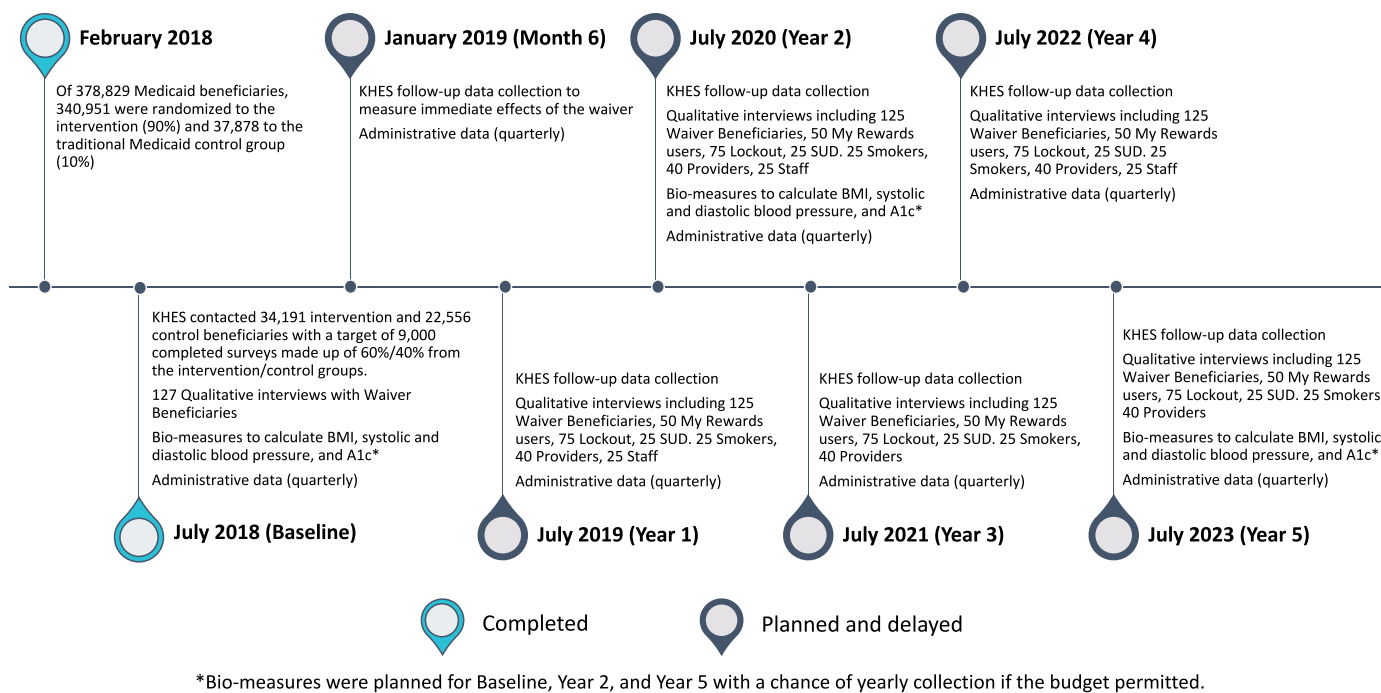 February 2018
Of 378,829 Medicaid beneficiaries,
340,951 were randomized to the
intervention (90%) and 37,878 to the
traditional Medicaid control group
(10%)
January 2019 (Month 6)
KHES follow-up data collection to
measure immediate effects of the waiver
Administrative data (quarterly)
July 2020 (Year 2)
KHES follow-up data collection
Qualitative interviews including 125
Waiver Beneficiaries, 50 My Rewards
users, 75 Lockout, 25 SUD. 25 Smokers,
40 Providers, 25 Staff
Bio-measures to calculate BMI, systolic
and diastolic blood pressure, and A1c*
Administrative data (quarterly)
July 2022 (Year 4)
KHES follow-up data collection
Qualitative interviews including 125
Waiver Beneficiaries, 50 My Rewards
users, 75 Lockout, 25 SUD. 25
Smokers, 40 Providers, 25 Staff
Administrative data (quarterly)
KHES contacted 34,191 intervention and 22,556
control beneficiaries with a target of 9,000
completed surveys made up of 60%/40% from
the intervention/control groups.
127 Qualitative interviews with Waiver
Beneficiaries
Bio-measures to calculate BMI, systolic and
diastolic blood pressure, and A1c*
Administrative data (quarterly)
July 2018 (Baseline)
KHES follow-up data collection
Qualitative interviews including 125
Waiver Beneficiaries, 50 My Rewards
users, 75 Lockout, 25 SUD. 25 Smokers,
40 Providers, 25 Staff
Administrative data (quarterly)
July 2019 (Year 1)
KHES follow-up data collection
Qualitative interviews including 125
Waiver Beneficiaries, 50 My Rewards
users, 75 Lockout, 25 SUD. 25 Smokers,
40 Providers
Administrative data (quarterly)
July 2021 (Year 3)
KHES follow-up data collection
Qualitative interviews including 125
Waiver Beneficiaries, 50 My Rewards
users, 75 Lockout, 25 SUD. 25 Smokers
40 Providers
Bio-measures to calculate BMI, systolic
and diastolic blood pressure, and A1c*
Administrative data (quarterly)
July 2023 (Year 5)
Completed
Planned and delayed
*Bio-measures were planned for Baseline, Year 2, and Year 5 with a chance of yearly collection if the budget permitted.